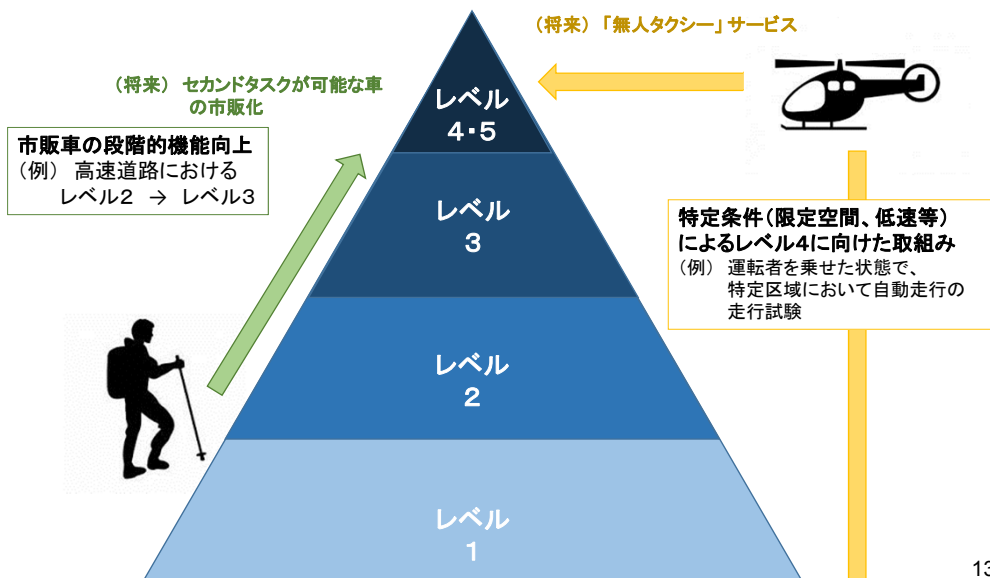 (将来) 「無人タクシー」サービス
(将来) セカンドタスクが可能な車
の市販化
市販車の段階的機能向上
(例) 高速道路における
レベル2 → レベル3
レベル
4・5
レベル
3
特定条件(限定空間、低速等)
によるレベル4に向けた取組み
(例) 運転者を乗せた状態で、
特定区域において自動走行の
走行試験
レベル
2
レベル
1
13